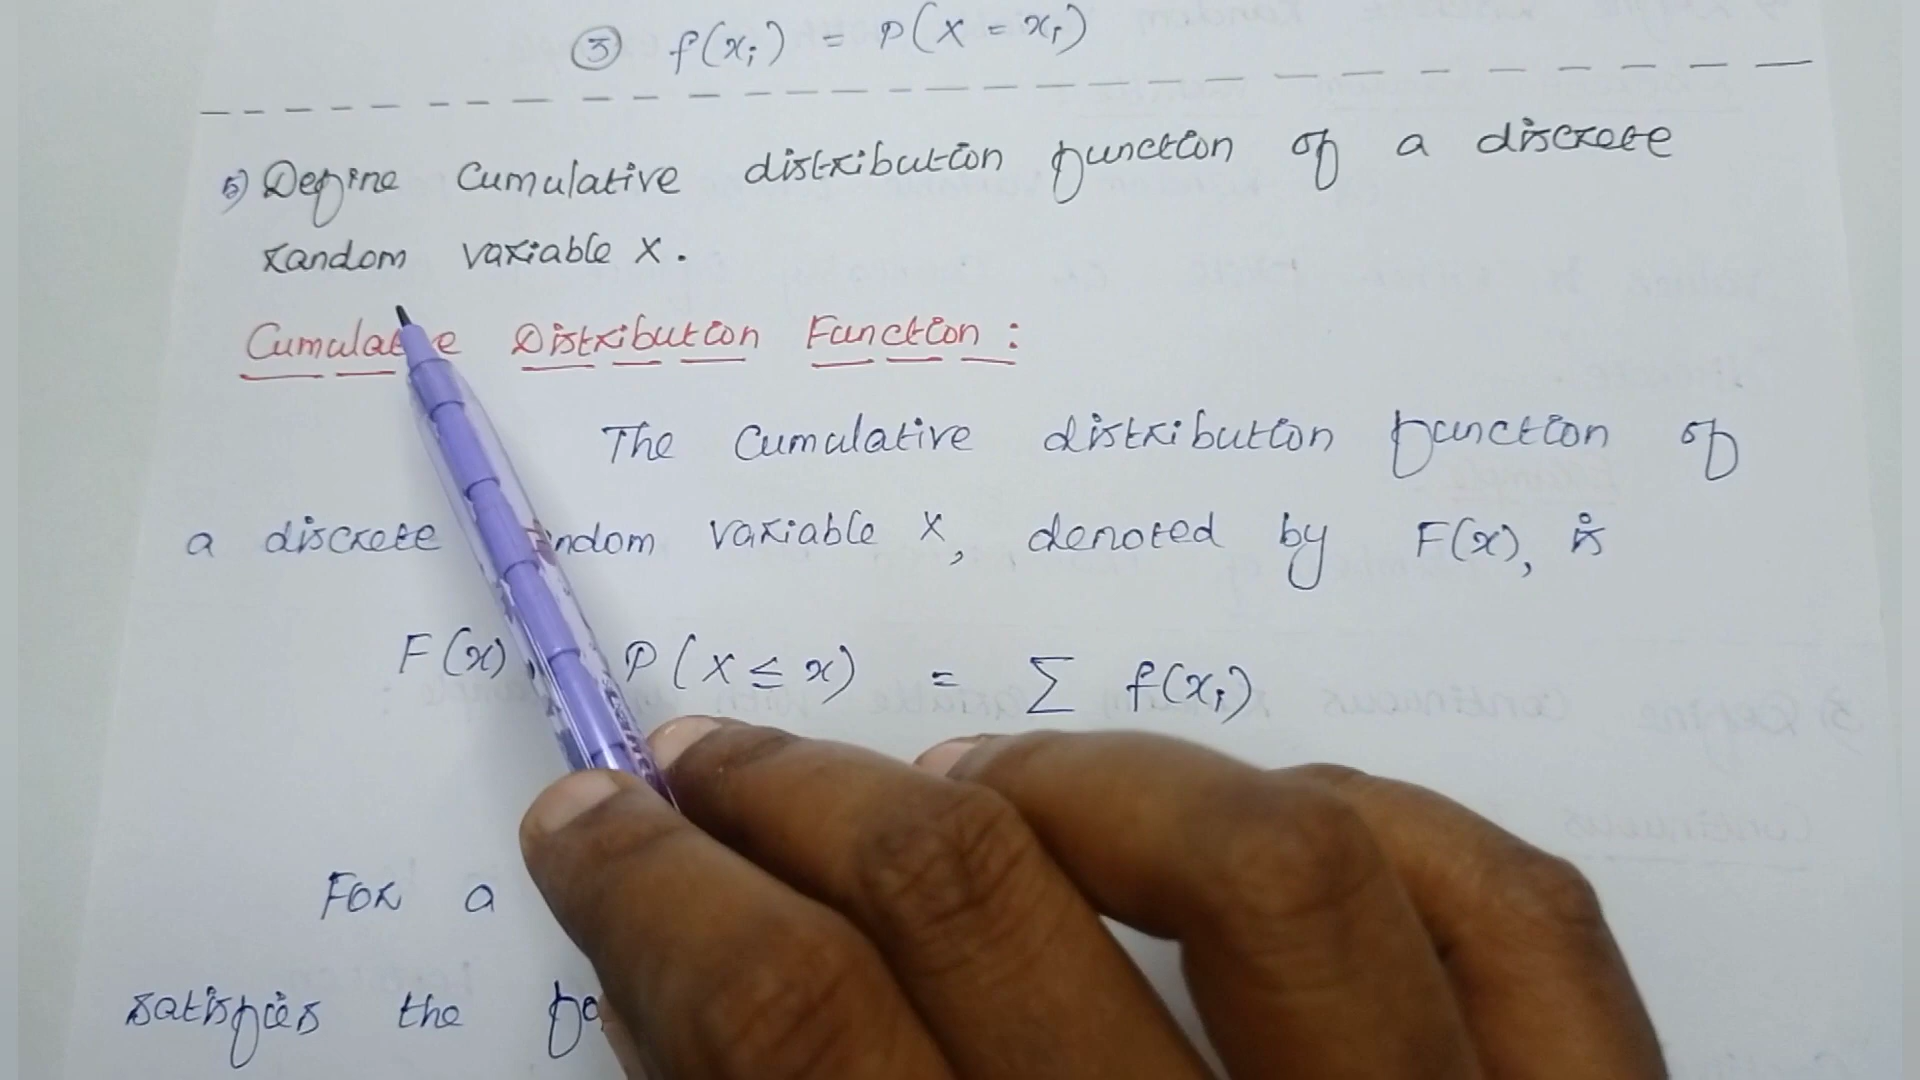 ③ f(xi) = P(X = xi)
5) Define Cumulative distribution function of a discrete
random variable X.
Cumulative Distribution Function :
The Cumulative distribution function of
a discrete random variable X, denoted by F(x), is
F(x) P(X ≤ x) = Σ f(xi)
For a
satisfies the